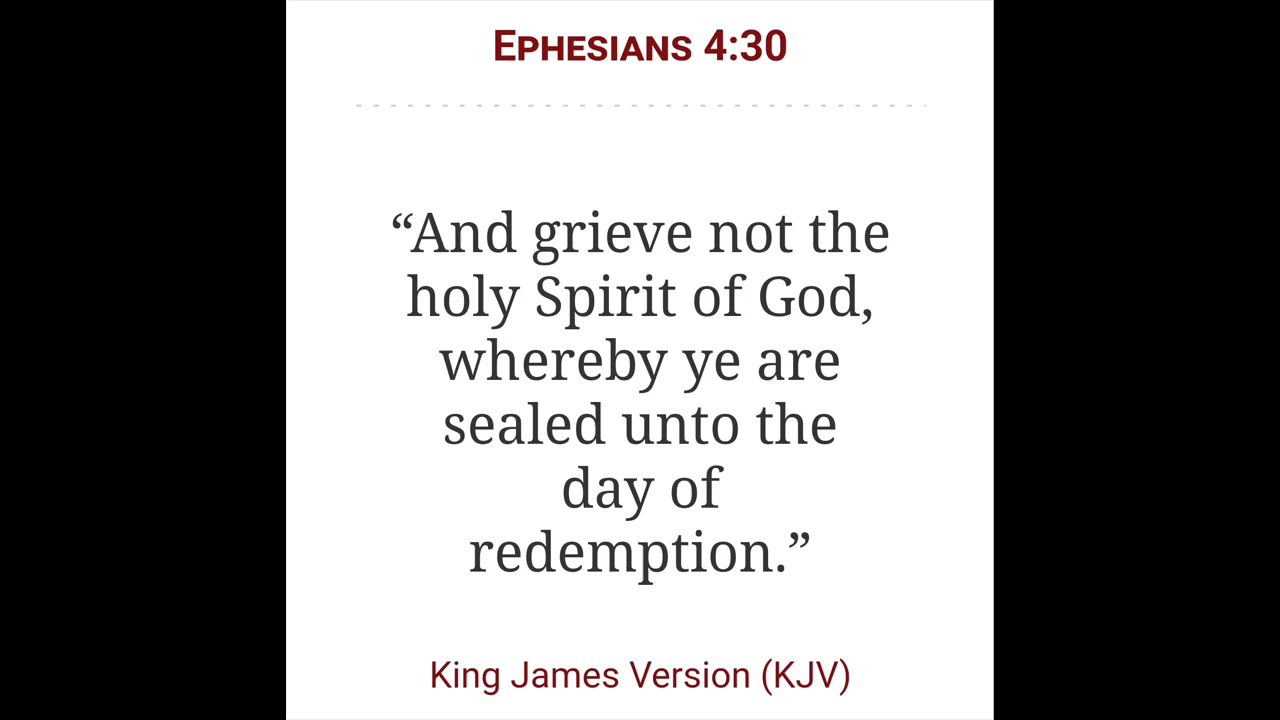 Ephesians 4:30
“And grieve not the
holy Spirit of God,
whereby ye are
sealed unto the
day of
redemption.”
King James Version (KJV)